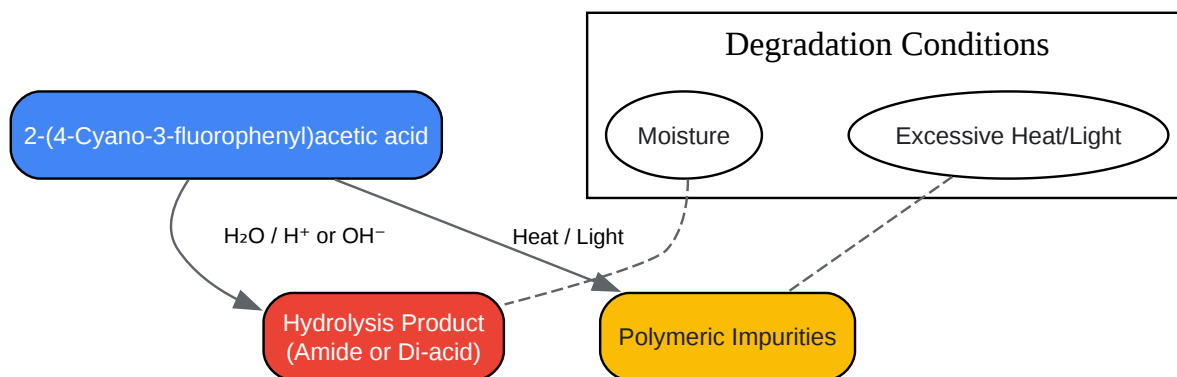 Degradation Conditions
2-(4-Cyano-3-fluorophenyl)acetic acid
Moisture
Excessive Heat/Light
H₂O / H⁺ or OH⁻
Heat / Light
Hydrolysis Product
(Amide or Di-acid)
Polymeric Impurities